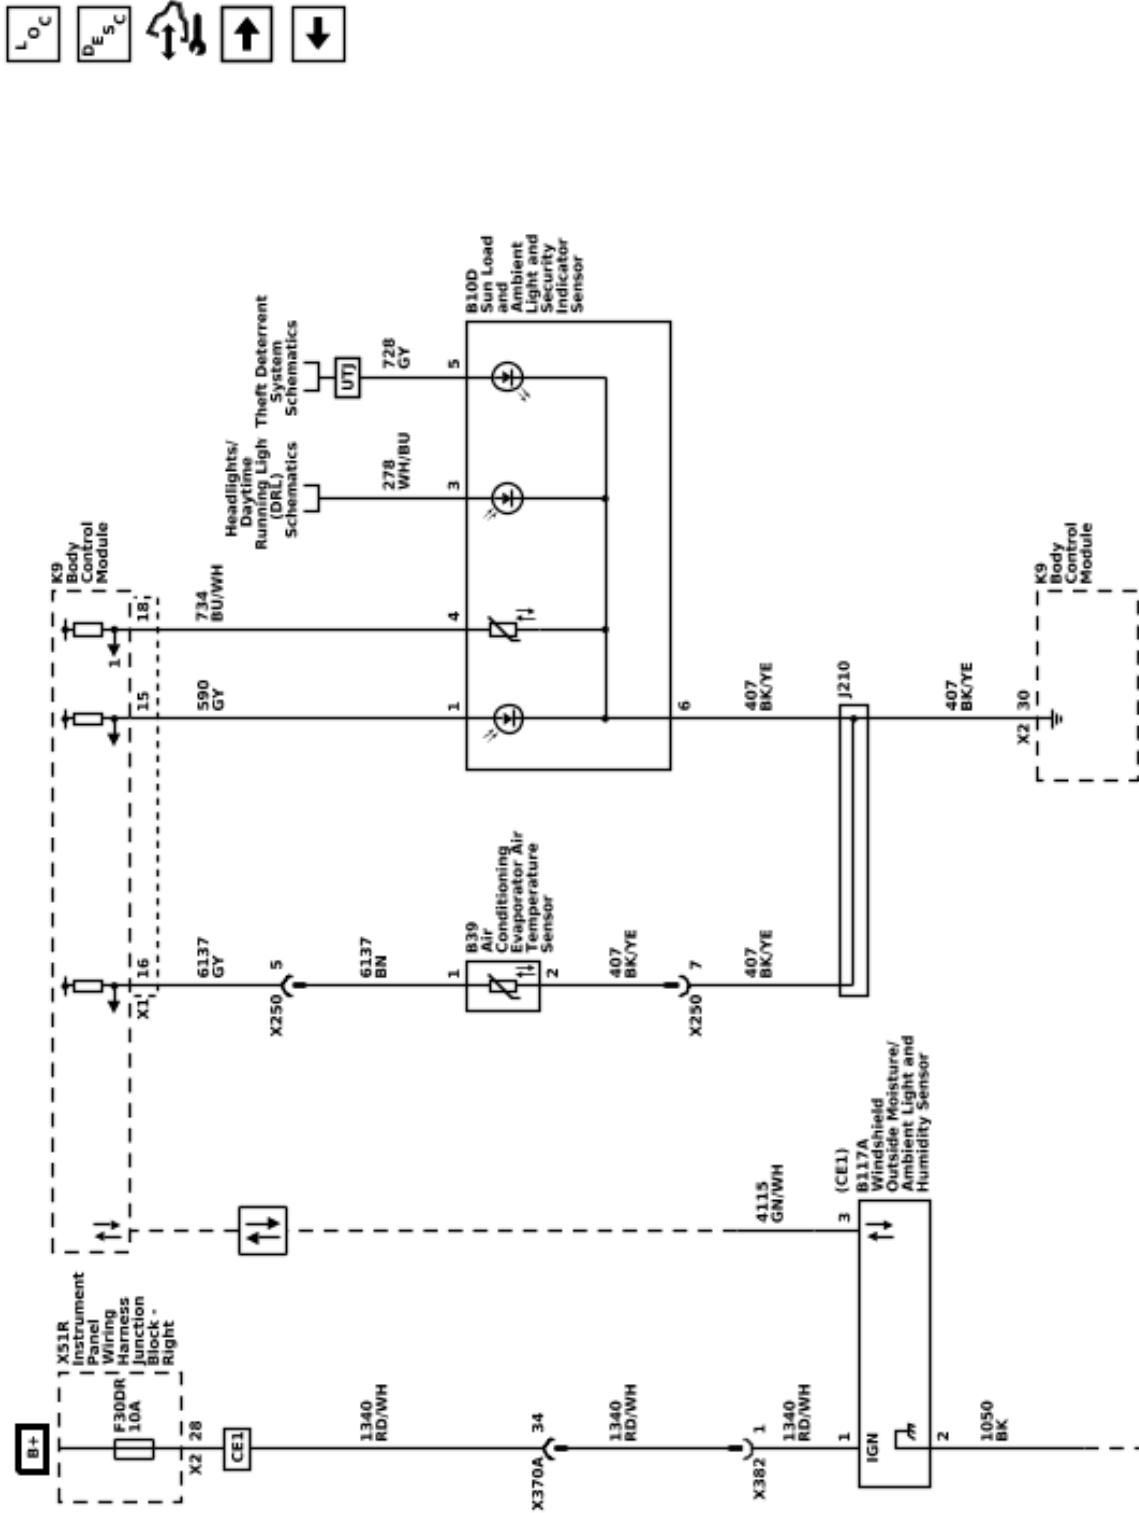 LOC
DESC
B+
X51R
Instrument
Panel
Wiring
Harness
Junction
Block -
Right
F30DR
10A
X2
28
CE1
1340
RD/WH
X370A
34
1340
RD/WH
X382
1
1340
RD/WH
1
IGN
2
1050
BK
4115
GN/WH
3
(CE1)
B117A
Windshield
Outside Moisture/
Ambient Light and
Humidity Sensor
K9
Body
Control
Module
X1
16
15
18
1
6137
GY
X250
5
6137
BN
1
B39
Air
Conditioning
Evaporator Air
Temperature
Sensor
2
407
BK/YE
X250
7
407
BK/YE
590
GY
1
734
BU/WH
4
Headlights/
Daytime
Running Ligh
(DRL)
Schematics
278
WH/BU
3
Theft Deterrent
System
Schematics
UTJ
728
GY
5
B10D
Sun Load
and
Ambient
Light and
Security
Indicator
Sensor
6
407
BK/YE
J210
407
BK/YE
X2
30
K9
Body
Control
Module